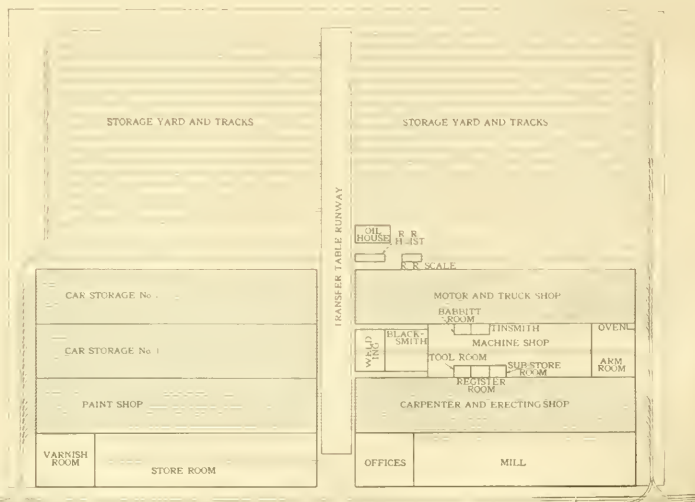 STORAGE YARD AND TRACKS
STORAGE YARD AND TRACKS
TRANSFER TABLE RUNWAY
OIL
HOUSE
R. R.
HOIST
R. R. SCALE
CAR STORAGE No.
MOTOR AND TRUCK SHOP
BABBITT
ROOM
TINSMITH
OVEN
CAR STORAGE No. 1
WELD
ING
BLACK-
SMITH
MACHINE SHOP
TOOL ROOM
SUB STORE
ROOM
ARM
ROOM
REGISTER
ROOM
PAINT SHOP
CARPENTER AND ERECTING SHOP
VARNISH
ROOM
STORE ROOM
OFFICES
MILL